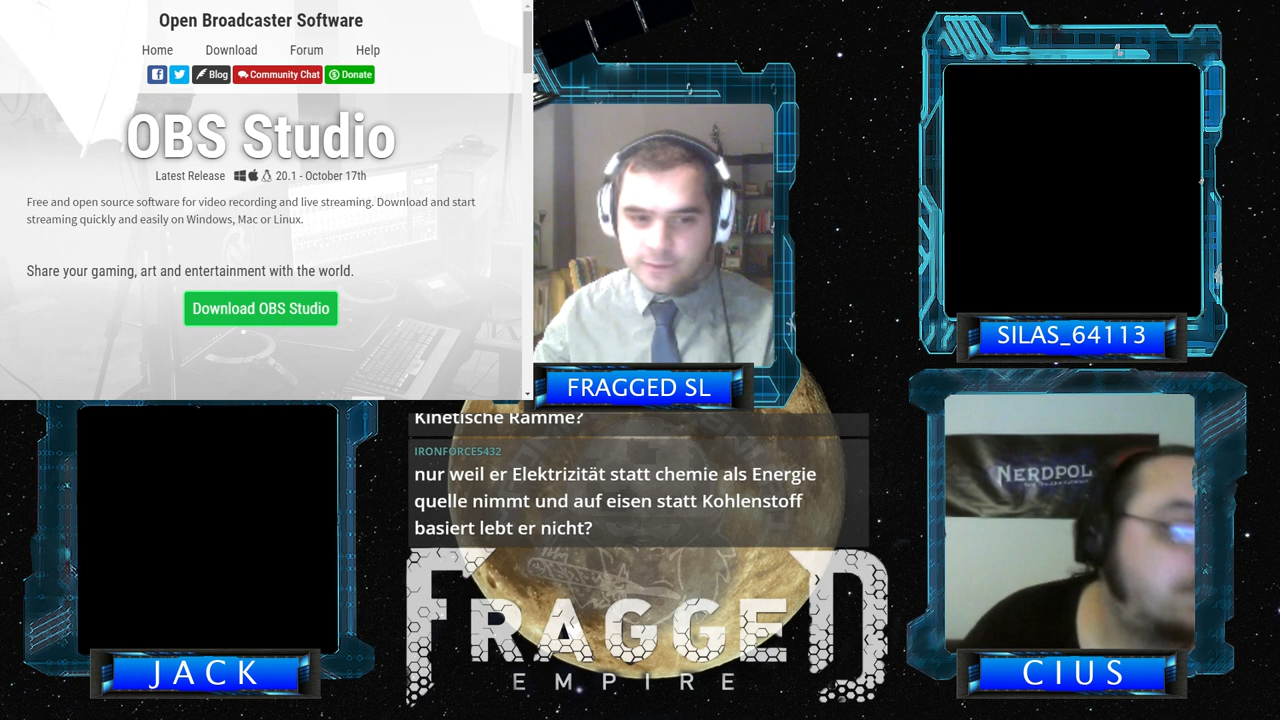 Open Broadcaster Software
Home Download Forum Help
Blog Community Chat Donate
OBS Studio
Latest Release 20.1 - October 17th
Free and open source software for video recording and live streaming. Download and start
streaming quickly and easily on Windows, Mac or Linux.
Share your gaming, art and entertainment with the world.
Download OBS Studio
FRAGGED SL
SILAS_64113
Kinetische Ramme?
IRONFORCE5432
nur weil er Elektrizität statt chemie als Energie
quelle nimmt und auf eisen statt Kohlenstoff
basiert lebt er nicht?
NERDPOL
FRAGGED
EMPIRE
JACK
CIUS